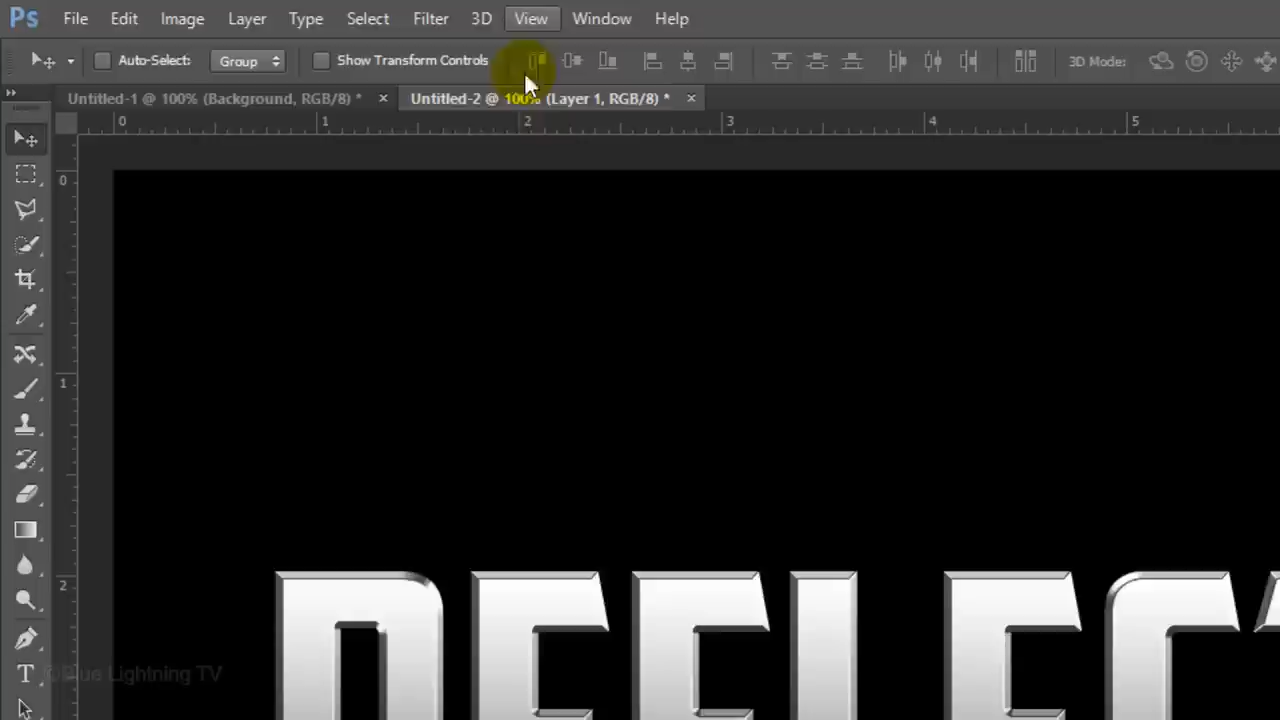 Ps File Edit Image Layer Type Select Filter 3D View Window Help
Auto-Select: Group Show Transform Controls 3D Mode:
Untitled-1 @ 100% (Background, RGB/8) * × Untitled-2 @ 100% (Layer 1, RGB/8) * ×
0 1 2 3 4 5
0
1
2
©Blue Lightning TV